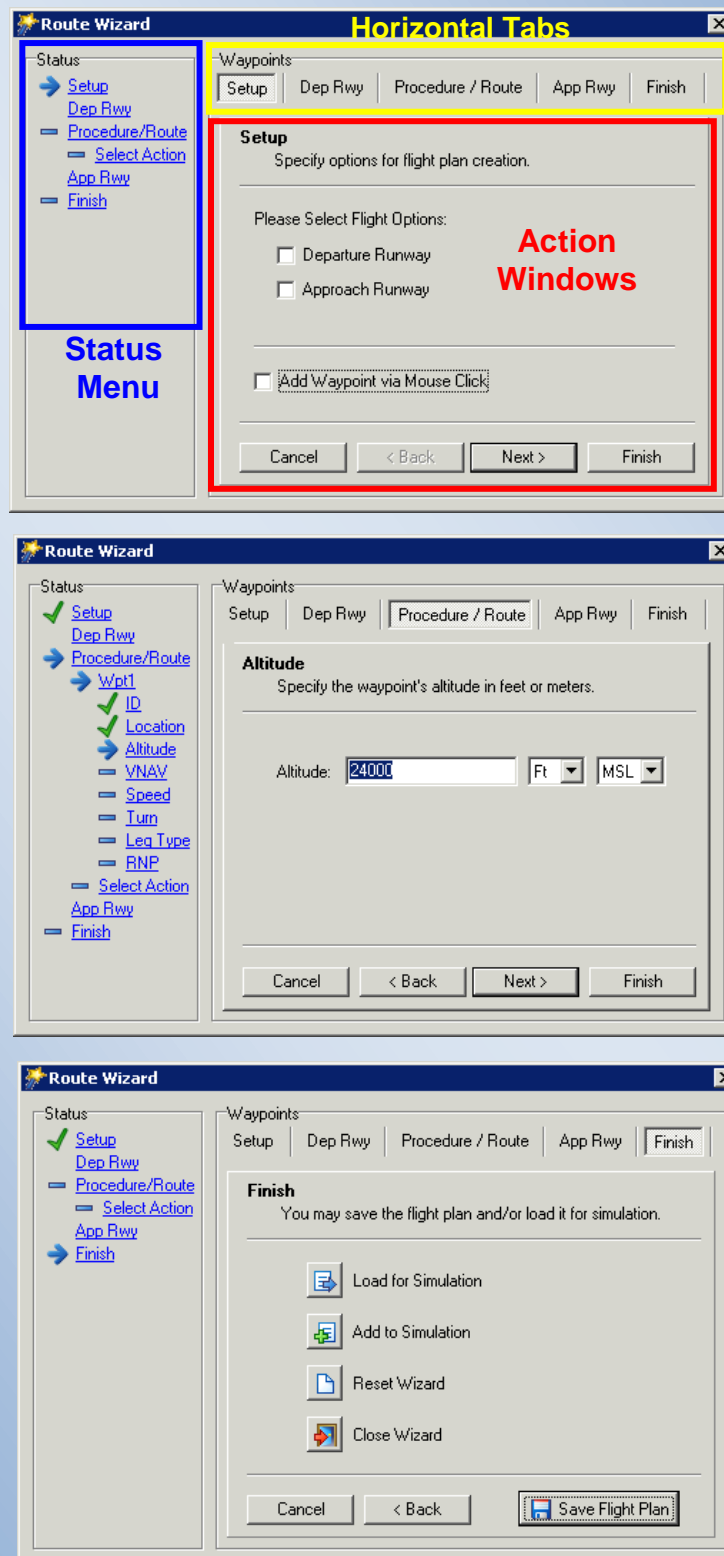 Route Wizard
Horizontal Tabs
Status
Setup
Dep Rwy
Procedure/Route
Select Action
App Rwy
Finish
Status
Menu
Waypoints
Setup Dep Rwy Procedure / Route App Rwy Finish
Setup
Specify options for flight plan creation.
Please Select Flight Options:
Departure Runway
Approach Runway
Action
Windows
Add Waypoint via Mouse Click
Cancel < Back Next > Finish
Route Wizard
Status
Setup
Dep Rwy
Procedure/Route
Wpt1
ID
Location
Altitude
VNAV
Speed
Turn
Leg Type
RNP
Select Action
App Rwy
Finish
Waypoints
Setup Dep Rwy Procedure / Route App Rwy Finish
Altitude
Specify the waypoint's altitude in feet or meters.
Altitude: 24000 Ft MSL
Cancel < Back Next > Finish
Route Wizard
Status
Setup
Dep Rwy
Procedure/Route
Select Action
App Rwy
Finish
Waypoints
Setup Dep Rwy Procedure / Route App Rwy Finish
Finish
You may save the flight plan and/or load it for simulation.
Load for Simulation
Add to Simulation
Reset Wizard
Close Wizard
Cancel < Back Save Flight Plan